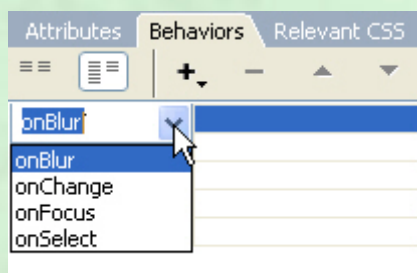 Attributes Behaviors Relevant CSS
onBlur
onBlur
onChange
onFocus
onSelect